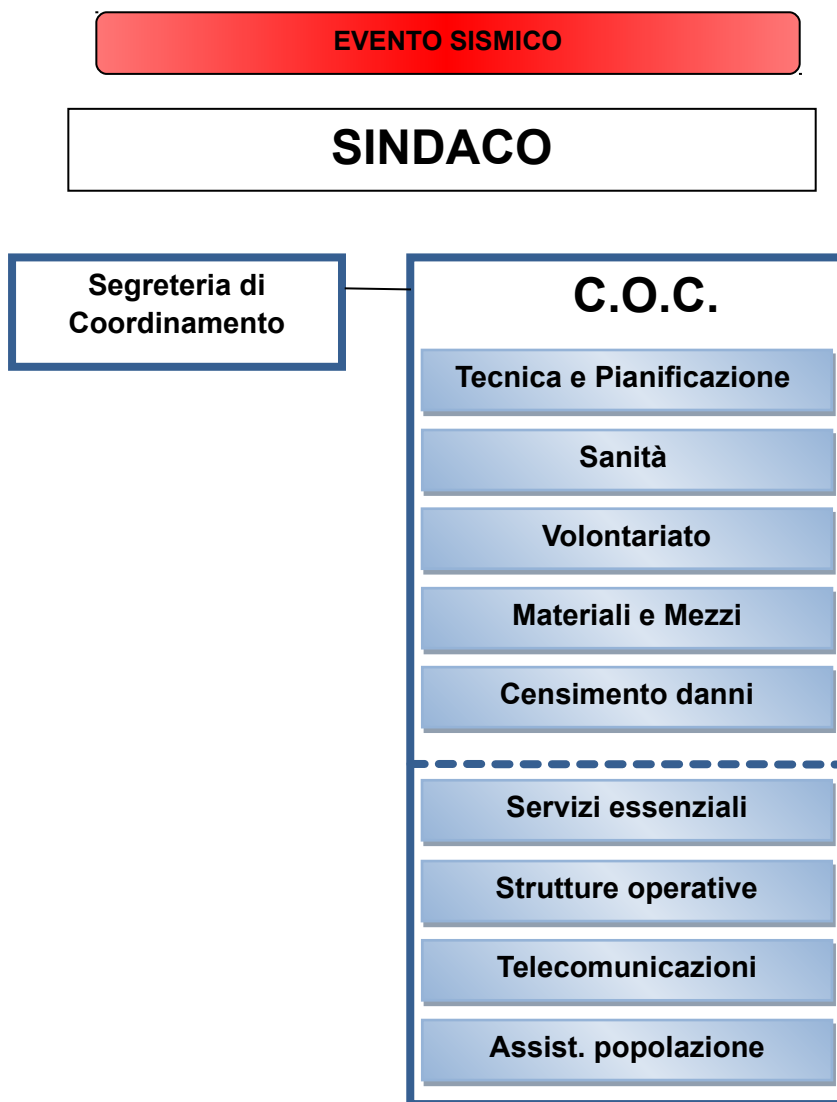 EVENTO SISMICO
SINDACO
Segreteria di
Coordinamento
C.O.C.
Tecnica e Pianificazione
Sanità
Volontariato
Materiali e Mezzi
Censimento danni
Servizi essenziali
Strutture operative
Telecomunicazioni
Assist. popolazione